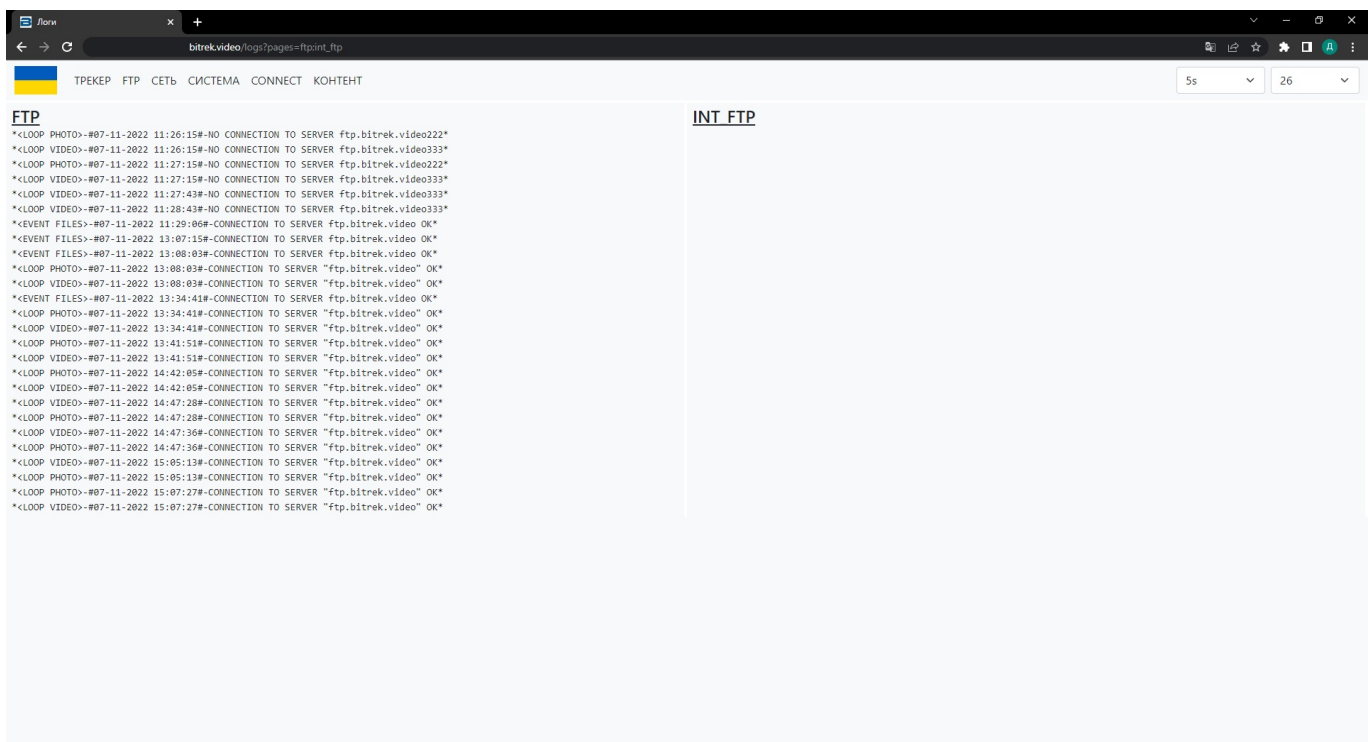 Логи
bitrek.video/logs?pages=ftp:int_ftp
Д
ТРЕКЕР FTP СЕТЬ СИСТЕМА CONNECT КОНТЕНТ
5s 26
FTP
*<LOOP PHOTO>-#07-11-2022 11:26:15#-NO CONNECTION TO SERVER ftp.bitrek.video222*
*<LOOP VIDEO>-#07-11-2022 11:26:15#-NO CONNECTION TO SERVER ftp.bitrek.video333*
*<LOOP PHOTO>-#07-11-2022 11:27:15#-NO CONNECTION TO SERVER ftp.bitrek.video222*
*<LOOP VIDEO>-#07-11-2022 11:27:15#-NO CONNECTION TO SERVER ftp.bitrek.video333*
*<LOOP VIDEO>-#07-11-2022 11:27:43#-NO CONNECTION TO SERVER ftp.bitrek.video333*
*<LOOP VIDEO>-#07-11-2022 11:28:43#-NO CONNECTION TO SERVER ftp.bitrek.video333*
*<EVENT FILES>-#07-11-2022 11:29:06#-CONNECTION TO SERVER ftp.bitrek.video OK*
*<EVENT FILES>-#07-11-2022 13:07:15#-CONNECTION TO SERVER ftp.bitrek.video OK*
*<EVENT FILES>-#07-11-2022 13:08:03#-CONNECTION TO SERVER ftp.bitrek.video OK*
*<LOOP PHOTO>-#07-11-2022 13:08:03#-CONNECTION TO SERVER "ftp.bitrek.video" OK*
*<LOOP VIDEO>-#07-11-2022 13:08:03#-CONNECTION TO SERVER "ftp.bitrek.video" OK*
*<EVENT FILES>-#07-11-2022 13:34:41#-CONNECTION TO SERVER ftp.bitrek.video OK*
*<LOOP PHOTO>-#07-11-2022 13:34:41#-CONNECTION TO SERVER "ftp.bitrek.video" OK*
*<LOOP VIDEO>-#07-11-2022 13:34:41#-CONNECTION TO SERVER "ftp.bitrek.video" OK*
*<LOOP PHOTO>-#07-11-2022 13:41:51#-CONNECTION TO SERVER "ftp.bitrek.video" OK*
*<LOOP VIDEO>-#07-11-2022 13:41:51#-CONNECTION TO SERVER "ftp.bitrek.video" OK*
*<LOOP PHOTO>-#07-11-2022 14:42:05#-CONNECTION TO SERVER "ftp.bitrek.video" OK*
*<LOOP VIDEO>-#07-11-2022 14:42:05#-CONNECTION TO SERVER "ftp.bitrek.video" OK*
*<LOOP VIDEO>-#07-11-2022 14:47:28#-CONNECTION TO SERVER "ftp.bitrek.video" OK*
*<LOOP PHOTO>-#07-11-2022 14:47:28#-CONNECTION TO SERVER "ftp.bitrek.video" OK*
*<LOOP VIDEO>-#07-11-2022 14:47:36#-CONNECTION TO SERVER "ftp.bitrek.video" OK*
*<LOOP PHOTO>-#07-11-2022 14:47:36#-CONNECTION TO SERVER "ftp.bitrek.video" OK*
*<LOOP VIDEO>-#07-11-2022 15:05:13#-CONNECTION TO SERVER "ftp.bitrek.video" OK*
*<LOOP PHOTO>-#07-11-2022 15:05:13#-CONNECTION TO SERVER "ftp.bitrek.video" OK*
*<LOOP PHOTO>-#07-11-2022 15:07:27#-CONNECTION TO SERVER "ftp.bitrek.video" OK*
*<LOOP VIDEO>-#07-11-2022 15:07:27#-CONNECTION TO SERVER "ftp.bitrek.video" OK*
INT_FTP